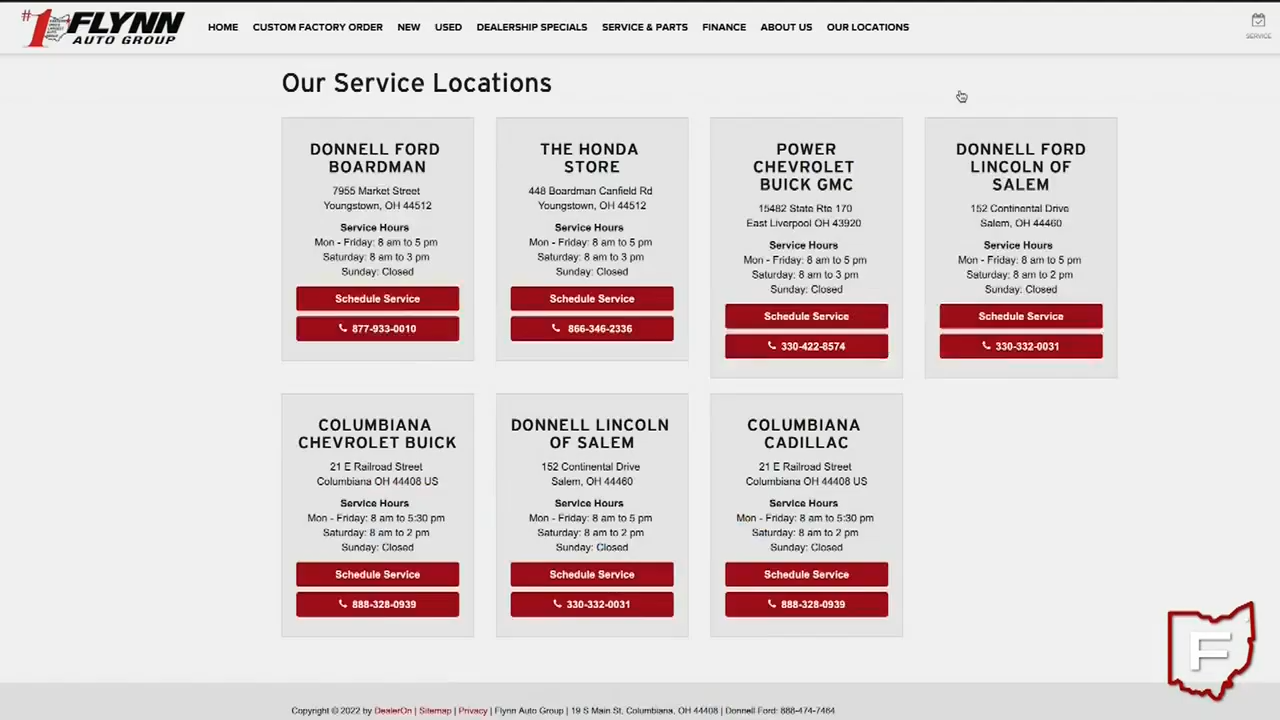 #1 FLYNN
AUTO GROUP
HOME CUSTOM FACTORY ORDER NEW USED DEALERSHIP SPECIALS SERVICE & PARTS FINANCE ABOUT US OUR LOCATIONS
SERVICE
Our Service Locations
DONNELL FORD
BOARDMAN
7955 Market Street
Youngstown, OH 44512
Service Hours
Mon - Friday: 8 am to 5 pm
Saturday: 8 am to 3 pm
Sunday: Closed
Schedule Service
877-933-0010
THE HONDA
STORE
448 Boardman Canfield Rd
Youngstown, OH 44512
Service Hours
Mon - Friday: 8 am to 5 pm
Saturday: 8 am to 3 pm
Sunday: Closed
Schedule Service
866-346-2336
POWER
CHEVROLET
BUICK GMC
15482 State Rte 170
East Liverpool OH 43920
Service Hours
Mon - Friday: 8 am to 5 pm
Saturday: 8 am to 3 pm
Sunday: Closed
Schedule Service
330-422-8574
DONNELL FORD
LINCOLN OF
SALEM
152 Continental Drive
Salem, OH 44460
Service Hours
Mon - Friday: 8 am to 5 pm
Saturday: 8 am to 2 pm
Sunday: Closed
Schedule Service
330-332-0031
COLUMBIANA
CHEVROLET BUICK
21 E Railroad Street
Columbiana OH 44408 US
Service Hours
Mon - Friday: 8 am to 5:30 pm
Saturday: 8 am to 2 pm
Sunday: Closed
Schedule Service
888-328-0939
DONNELL LINCOLN
OF SALEM
152 Continental Drive
Salem, OH 44460
Service Hours
Mon - Friday: 8 am to 5 pm
Saturday: 8 am to 2 pm
Sunday: Closed
Schedule Service
330-332-0031
COLUMBIANA
CADILLAC
21 E Railroad Street
Columbiana OH 44408 US
Service Hours
Mon - Friday: 8 am to 5:30 pm
Saturday: 8 am to 2 pm
Sunday: Closed
Schedule Service
888-328-0939
F
Copyright © 2022 by DealerOn | Sitemap | Privacy | Flynn Auto Group | 19 S Main St, Columbiana, OH 44408 | Donnell Ford: 888-474-7464